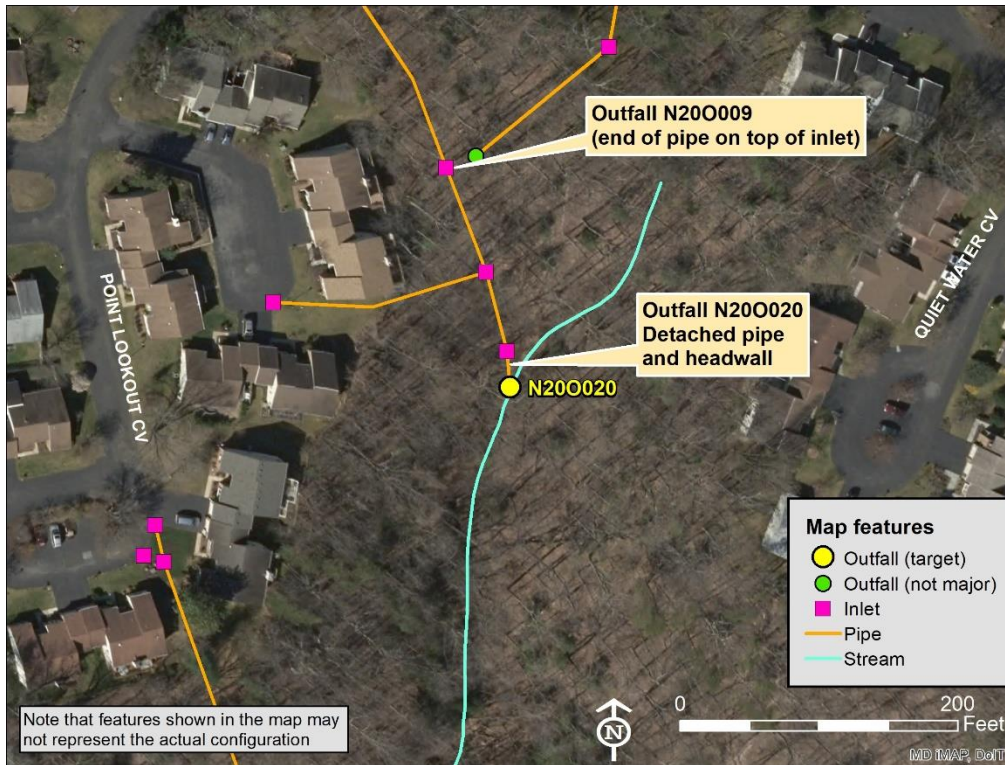 Outfall N20O009
(end of pipe on top of inlet)
POINT LOOKOUT CV
QUIET WATER CV
Outfall N20O020
Detached pipe
and headwall
N20O020
Map features
Outfall (target)
Outfall (not major)
Inlet
Pipe
Stream
Note that features shown in the map may
not represent the actual configuration
N
0 200
Feet
MD iMAP, DoIT